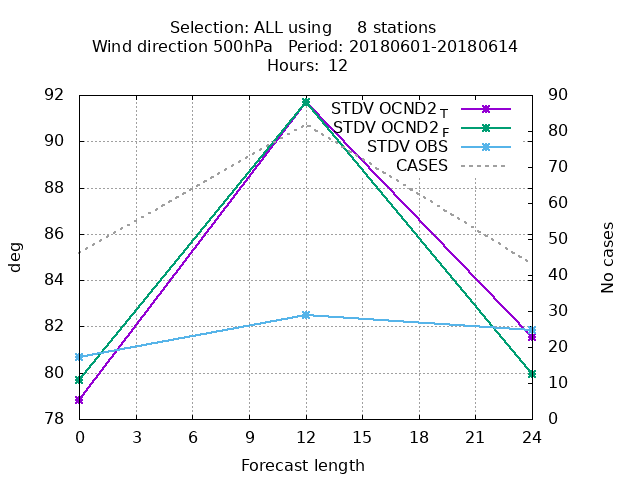 Selection: ALL using     8 stations
Wind direction 500hPa   Period: 20180601-20180614
Hours: 12
92 90
STDV OCND2 T
90 80
STDV OCND2 F
STDV OBS
CASES
88 70
86 60
84 50
82 40
80 30
78 20
10
0
deg
No cases
0 3 6 9 12 15 18 21 24
Forecast length